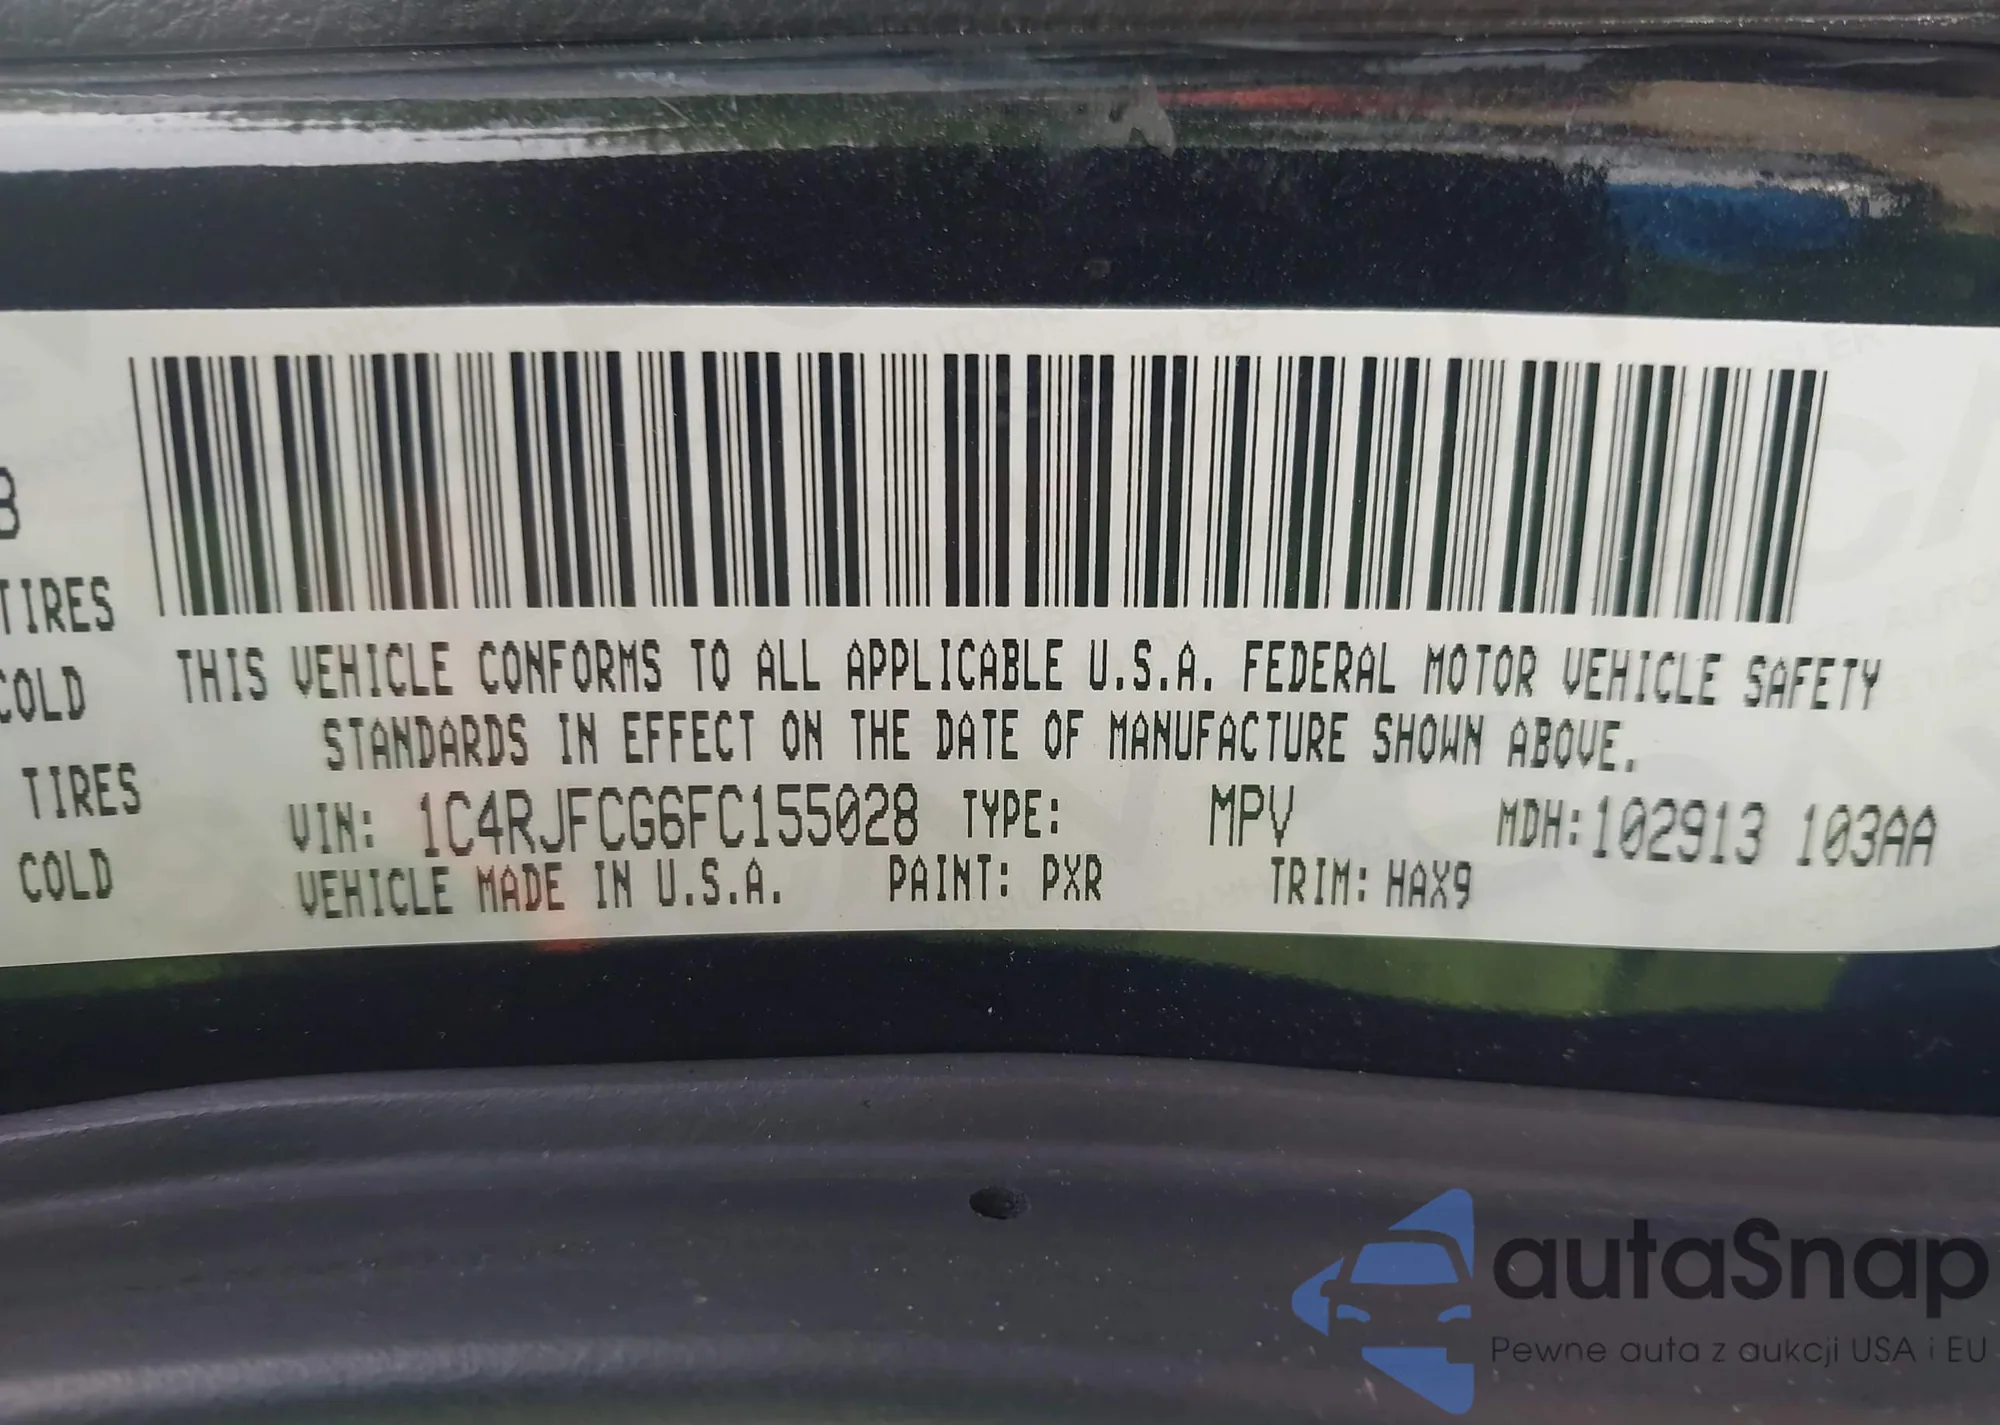 B
TIRES
COLD
TIRES
COLD
THIS VEHICLE CONFORMS TO ALL APPLICABLE U.S.A. FEDERAL MOTOR VEHICLE SAFETY
STANDARDS IN EFFECT ON THE DATE OF MANUFACTURE SHOWN ABOVE.
VIN: 1C4RJFCG6FC155028 TYPE: MPV MDH:102913 103AA
VEHICLE MADE IN U.S.A. PAINT: PXR TRIM: HAX9
autaSnap
Pewne auta z aukcji USA i EU